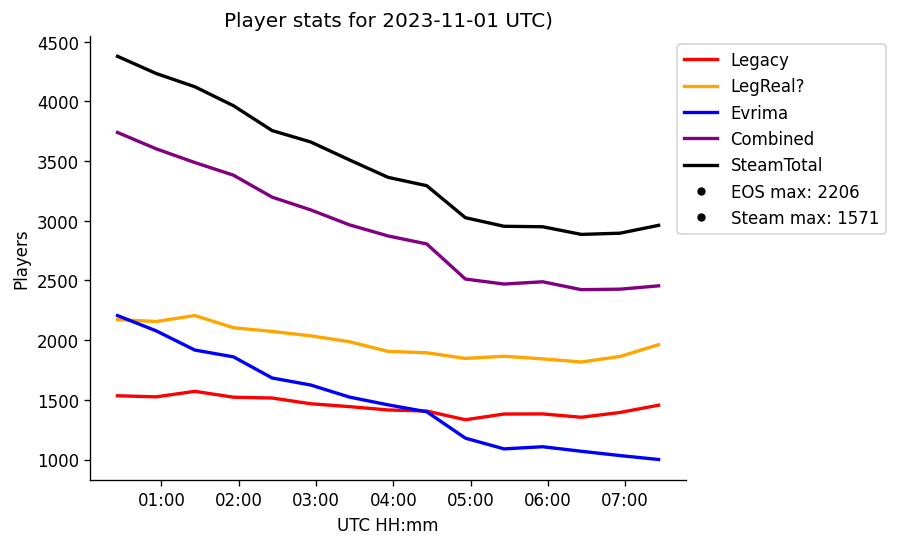 Player stats for 2023-11-01 UTC)
4500
4000
3500
3000
2500
2000
1500
1000
Players
01:00 02:00 03:00 04:00 05:00 06:00 07:00
UTC HH:mm
Legacy
LegReal?
Evrima
Combined
SteamTotal
EOS max: 2206
Steam max: 1571